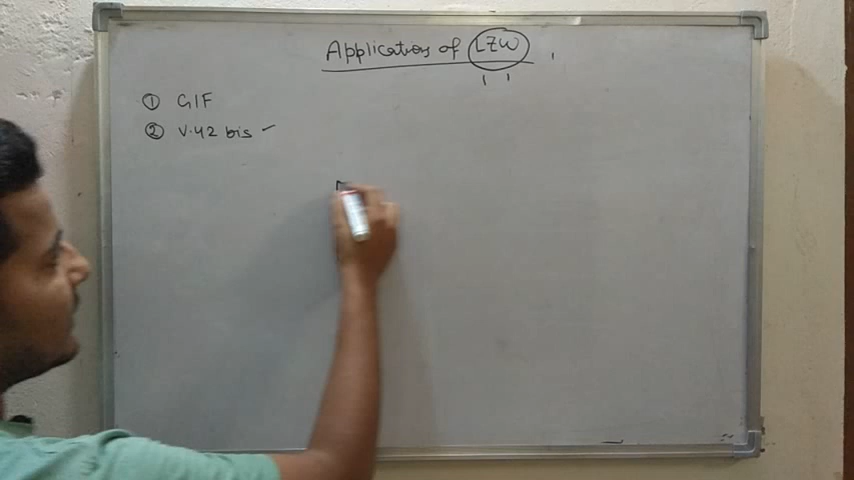 Applications of LZW
① GIF
② V.42 bis